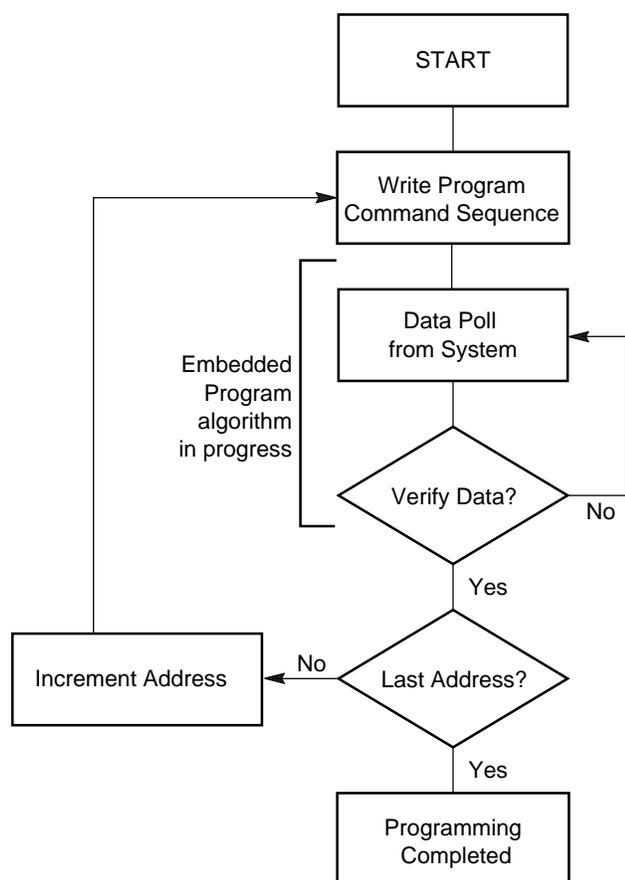 START
Write Program
Command Sequence
Data Poll
from System
Embedded
Program
algorithm
in progress
Verify Data?
No
Yes
No
Increment Address
Last Address?
Yes
Programming
Completed